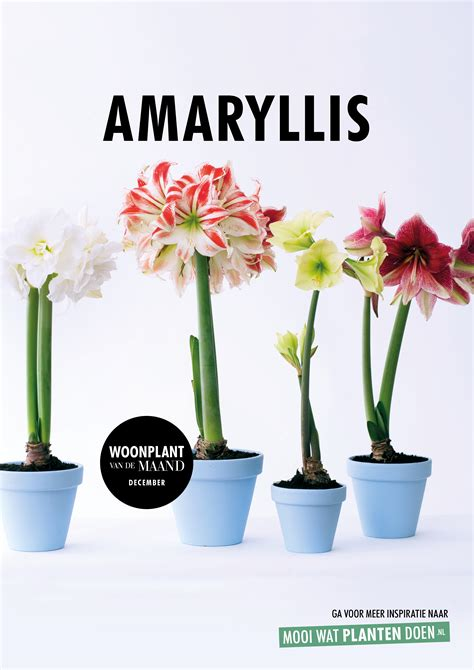 AMARYLLIS
WOONPLANT
VAN DE MAAND
DECEMBER
GA VOOR MEER INSPIRATIE NAAR
MOOI WAT PLANTEN DOEN.NL